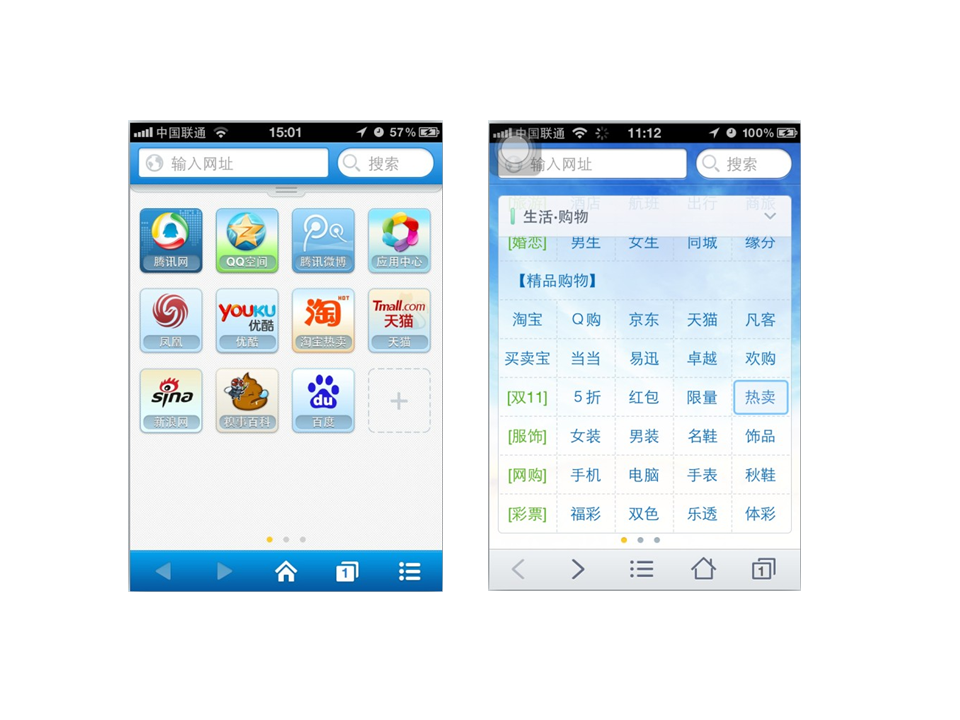 中国联通 15:01 57%
输入网址 搜索
腾讯网 QQ空间 腾讯微博 应用中心
YOUKU 优酷 淘 HOT Tmall.com 天猫
凤凰 优酷 淘宝热卖 天猫
sina du
新浪网 糗事百科 百度
1
中国联通 11:12 100%
输入网址 搜索
[旅游] 酒店 航班 出行 商旅
生活·购物
[婚恋] 男生 女生 同城 缘分
【精品购物】
淘宝 Q购 京东 天猫 凡客
买卖宝 当当 易迅 卓越 欢购
[双11] 5折 红包 限量 热卖
[服饰] 女装 男装 名鞋 饰品
[网购] 手机 电脑 手表 秋鞋
[彩票] 福彩 双色 乐透 体彩
1